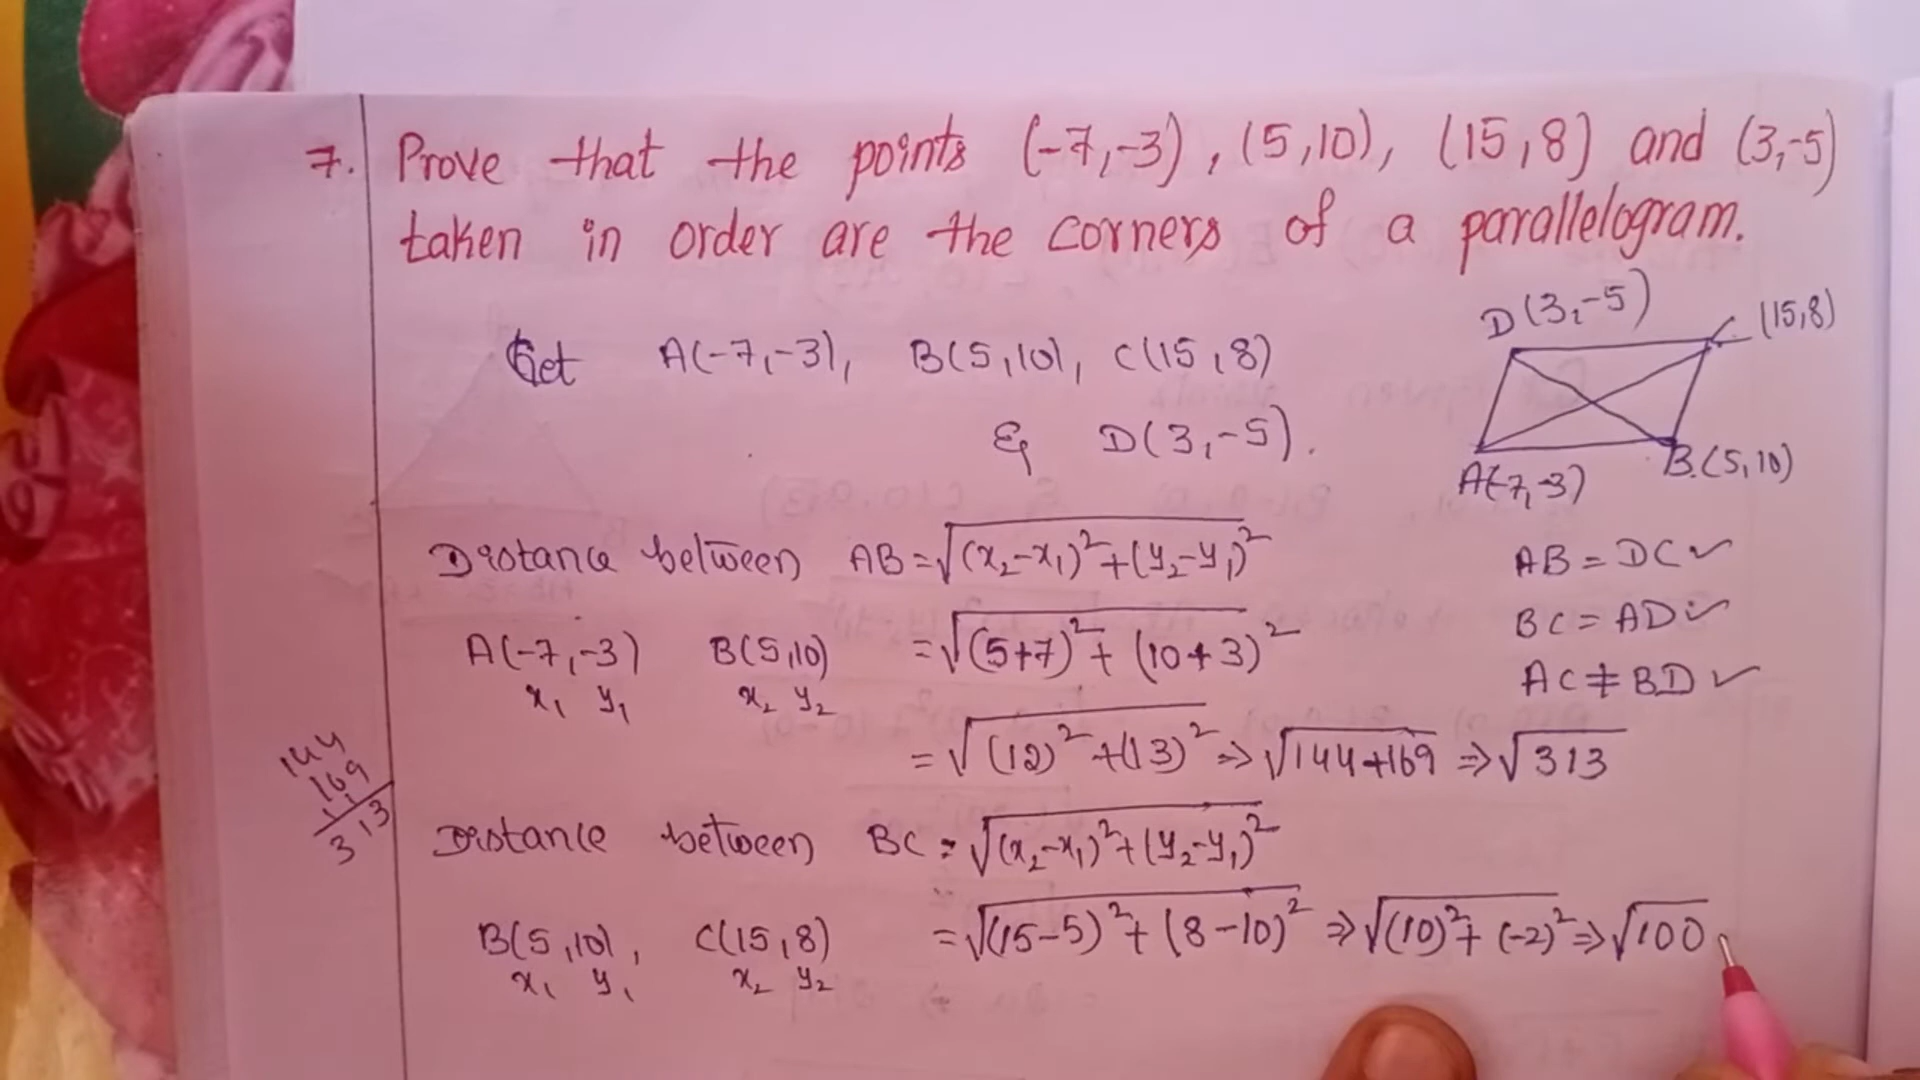 7. Prove that the points (-7,-3), (5,10), (15,8) and (3,-5)
taken in order are the corners of a parallelogram.
D(3,-5)
(15,8)
A(-7,-3)
B(5,10)
Let A(-7,-3), B(5,10), C(15,8)
& D(3,-5).
AB = DC ✓
BC = AD ✓
AC ≠ BD ✓
Distance between AB = √(x₂-x₁)²+(y₂-y₁)²
A(-7,-3) B(5,10) = √(5+7)²+(10+3)²
x₁ y₁ x₂ y₂
= √(12)²+(13)² ⇒ √144+169 ⇒ √313
144
169
313
Distance between BC = √(x₂-x₁)²+(y₂-y₁)²
B(5,10), C(15,8) = √(15-5)²+(8-10)² ⇒ √(10)²+(-2)² ⇒ √100
x₁ y₁ x₂ y₂